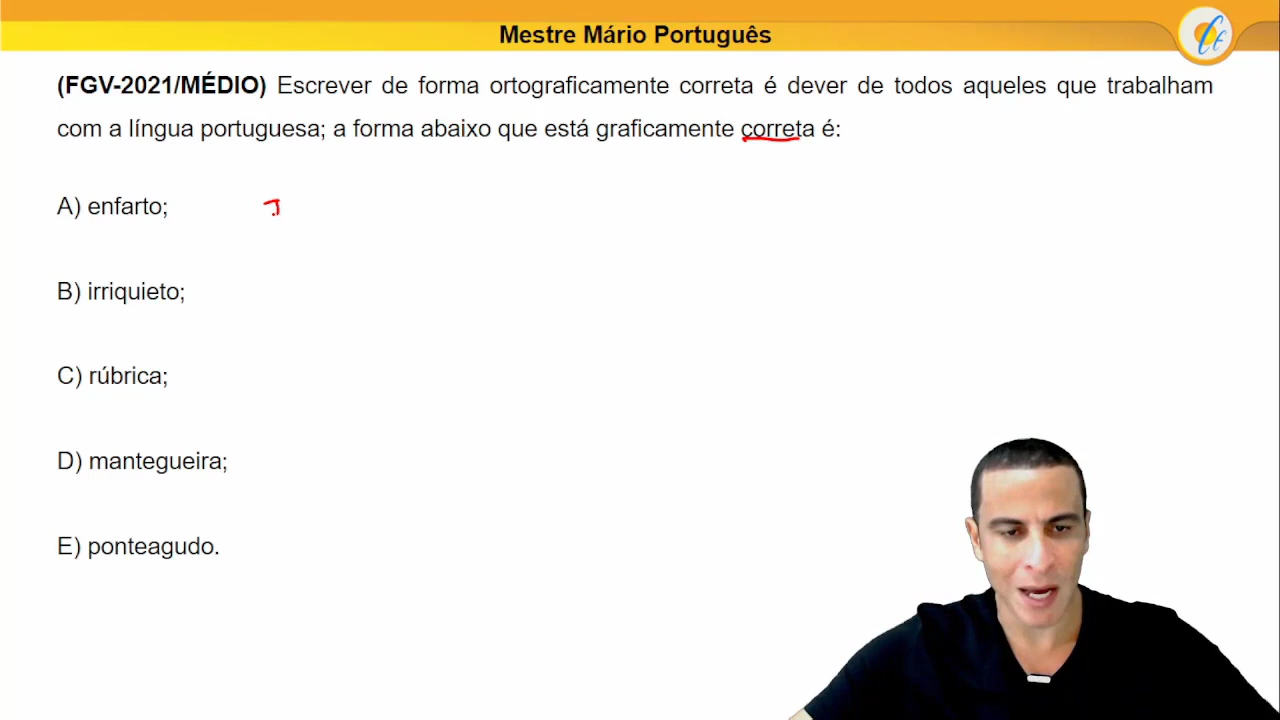 Mestre Mário Português
(FGV-2021/MÉDIO) Escrever de forma ortograficamente correta é dever de todos aqueles que trabalham
com a língua portuguesa; a forma abaixo que está graficamente correta é:
A) enfarto;
B) irriquieto;
C) rúbrica;
D) mantegueira;
E) ponteagudo.